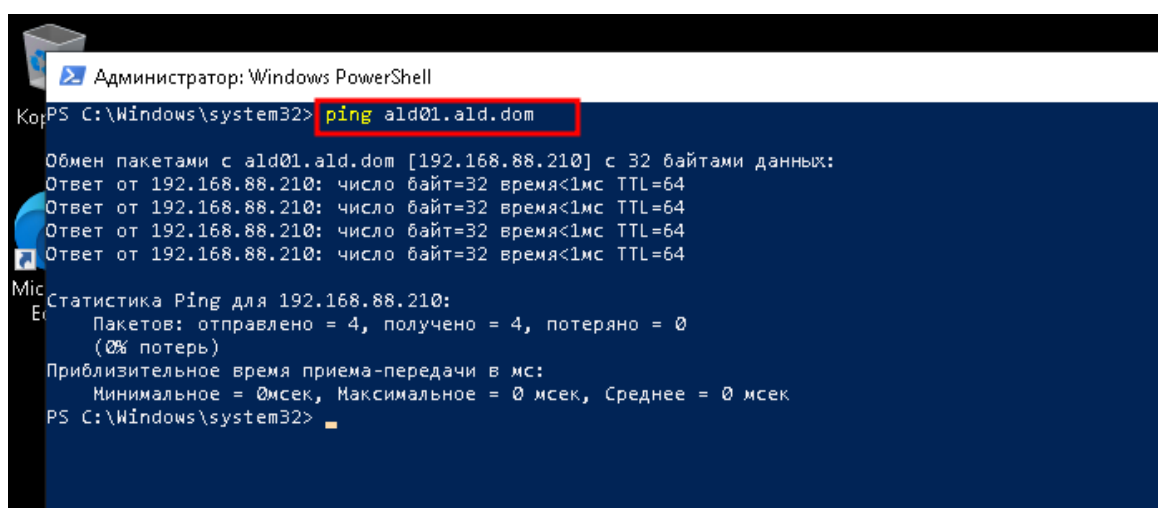 Администратор: Windows PowerShell
Кор
PS C:\Windows\system32> ping ald01.ald.dom
Обмен пакетами с ald01.ald.dom [192.168.88.210] с 32 байтами данных:
Ответ от 192.168.88.210: число байт=32 время<1мс TTL=64
Ответ от 192.168.88.210: число байт=32 время<1мс TTL=64
Ответ от 192.168.88.210: число байт=32 время<1мс TTL=64
Ответ от 192.168.88.210: число байт=32 время<1мс TTL=64
Mic
E
Статистика Ping для 192.168.88.210:
Пакетов: отправлено = 4, получено = 4, потеряно = 0
(0% потерь)
Приблизительное время приема-передачи в мс:
Минимальное = 0мсек, Максимальное = 0 мсек, Среднее = 0 мсек
PS C:\Windows\system32>